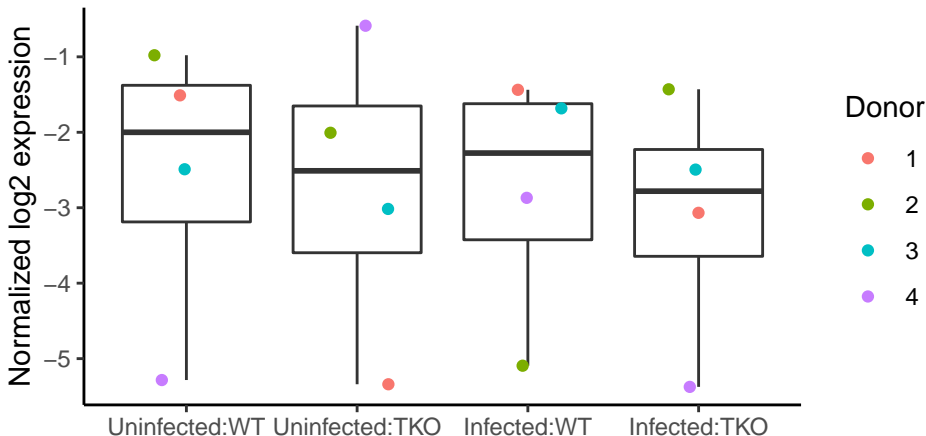 Normalized log2 expression
−1
−2
−3
−4
−5
Uninfected:WT
Uninfected:TKO
Infected:WT
Infected:TKO
Donor
1
2
3
4